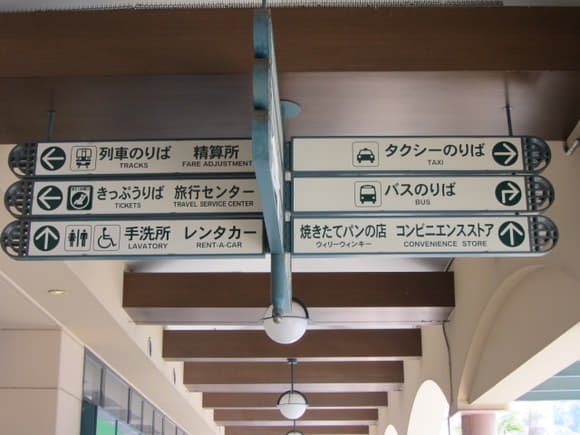 列車のりば 精算所
TRACKS FARE ADJUSTMENT
きっぷうりば 旅行センター
TICKETS TRAVEL SERVICE CENTER
手洗所 レンタカー
LAVATORY RENT-A-CAR
タクシーのりば
TAXI
バスのりば
BUS
焼きたてパンの店 コンビニエンスストア
ウィリーウィンキー CONVENIENCE STORE